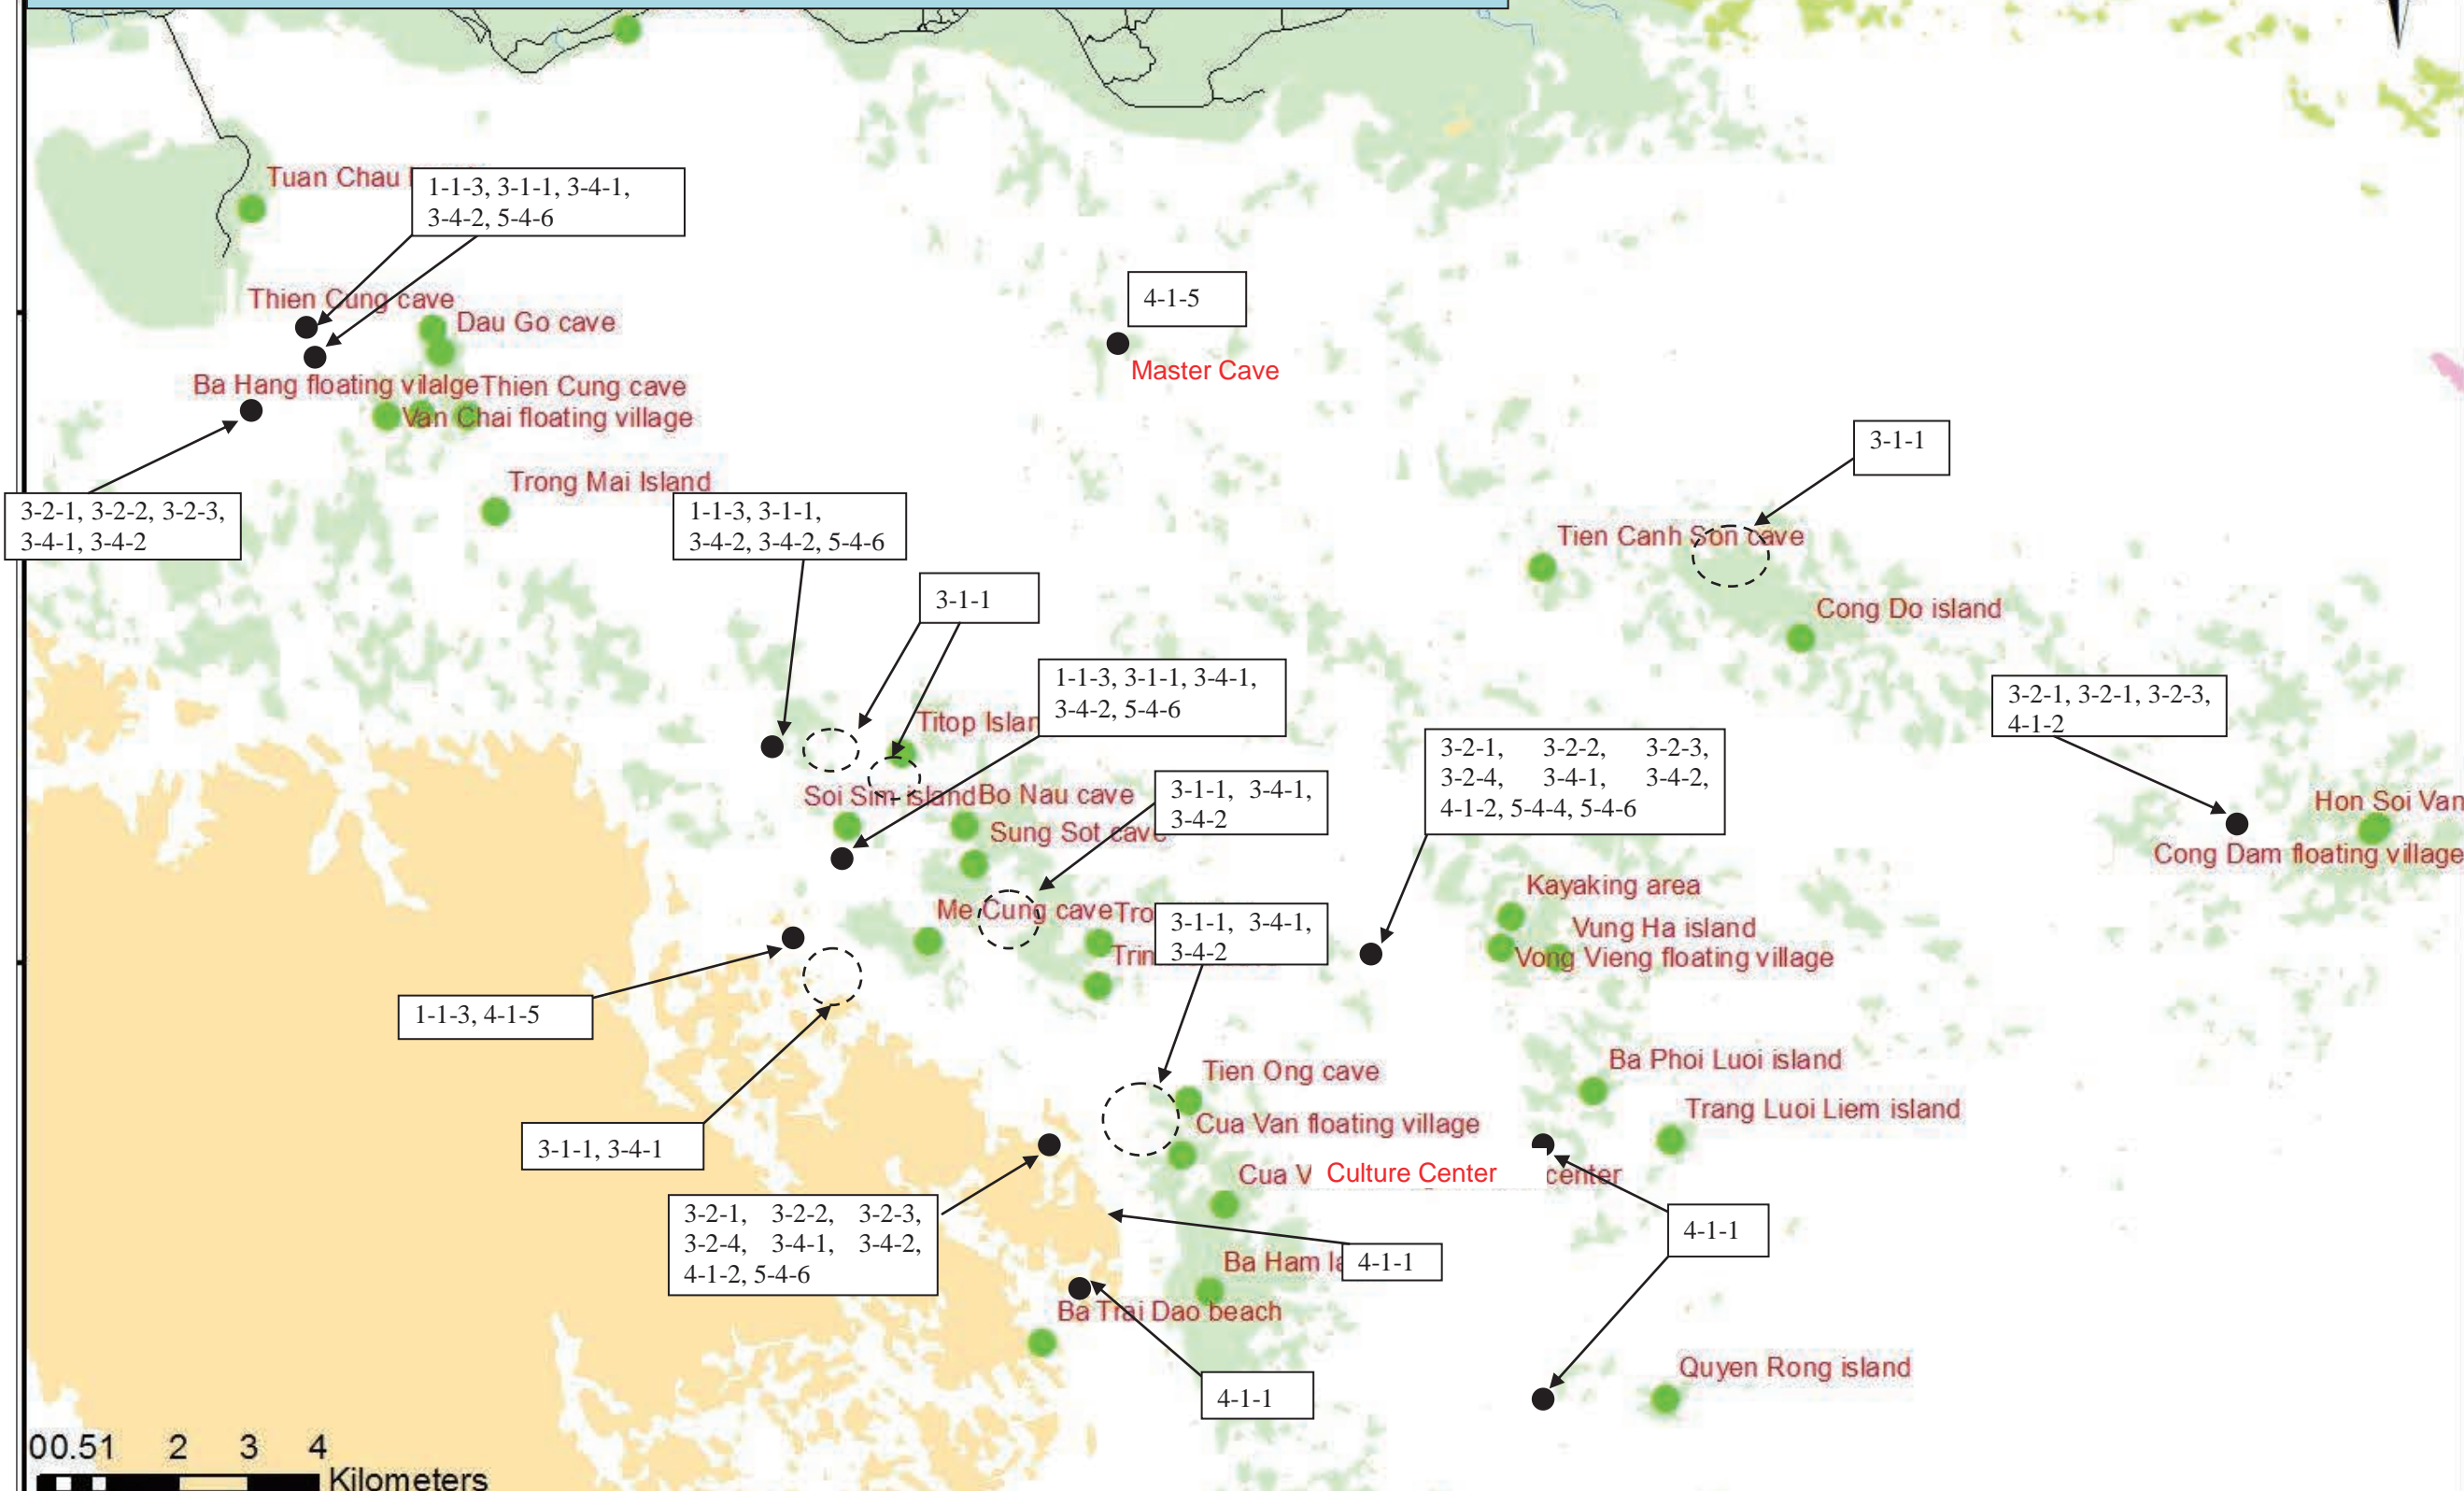 Tuan Chau
1-1-3, 3-1-1, 3-4-1,
3-4-2, 5-4-6
Thien Cung cave
Dau Go cave
4-1-5
Master Cave
Ba Hang floating vilalge
Thien Cung cave
Van Chai floating village
3-1-1
Trong Mai Island
3-2-1, 3-2-2, 3-2-3,
3-4-1, 3-4-2
1-1-3, 3-1-1,
3-4-2, 3-4-2, 5-4-6
Tien Canh Son cave
3-1-1
Cong Do island
1-1-3, 3-1-1, 3-4-1,
3-4-2, 5-4-6
3-2-1, 3-2-1, 3-2-3,
4-1-2
Titop Islan
3-2-1, 3-2-2, 3-2-3,
3-2-4, 3-4-1, 3-4-2,
4-1-2, 5-4-4, 5-4-6
Soi Sim island
Bo Nau cave
3-1-1, 3-4-1,
3-4-2
Hon Soi Van
Sung Sot cave
Cong Dam floating village
Kayaking area
Me Cung cave
Tro
3-1-1, 3-4-1,
3-4-2
Vung Ha island
Trin
Vong Vieng floating village
1-1-3, 4-1-5
Tien Ong cave
Ba Phoi Luoi island
Trang Luoi Liem island
Cua Van floating village
3-1-1, 3-4-1
Cua V
Culture Center
center
3-2-1, 3-2-2, 3-2-3,
3-2-4, 3-4-1, 3-4-2,
4-1-2, 5-4-6
4-1-1
Ba Ham la
4-1-1
Ba Trai Dao beach
Quyen Rong island
4-1-1
00.51 2 3 4
Kilometers